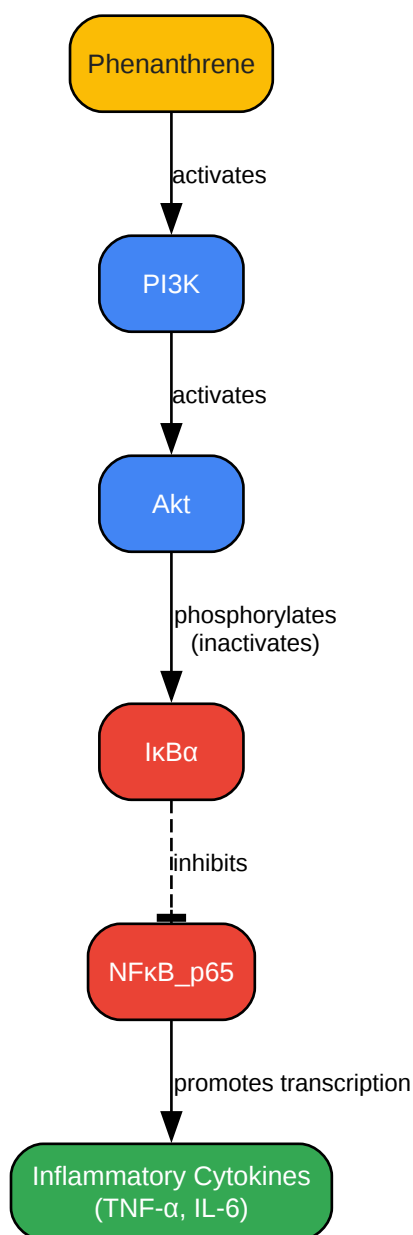 Phenanthrene
activates
PI3K
activates
Akt
phosphorylates
(inactivates)
IκBα
inhibits
NFκB_p65
promotes transcription
Inflammatory Cytokines
(TNF-α, IL-6)